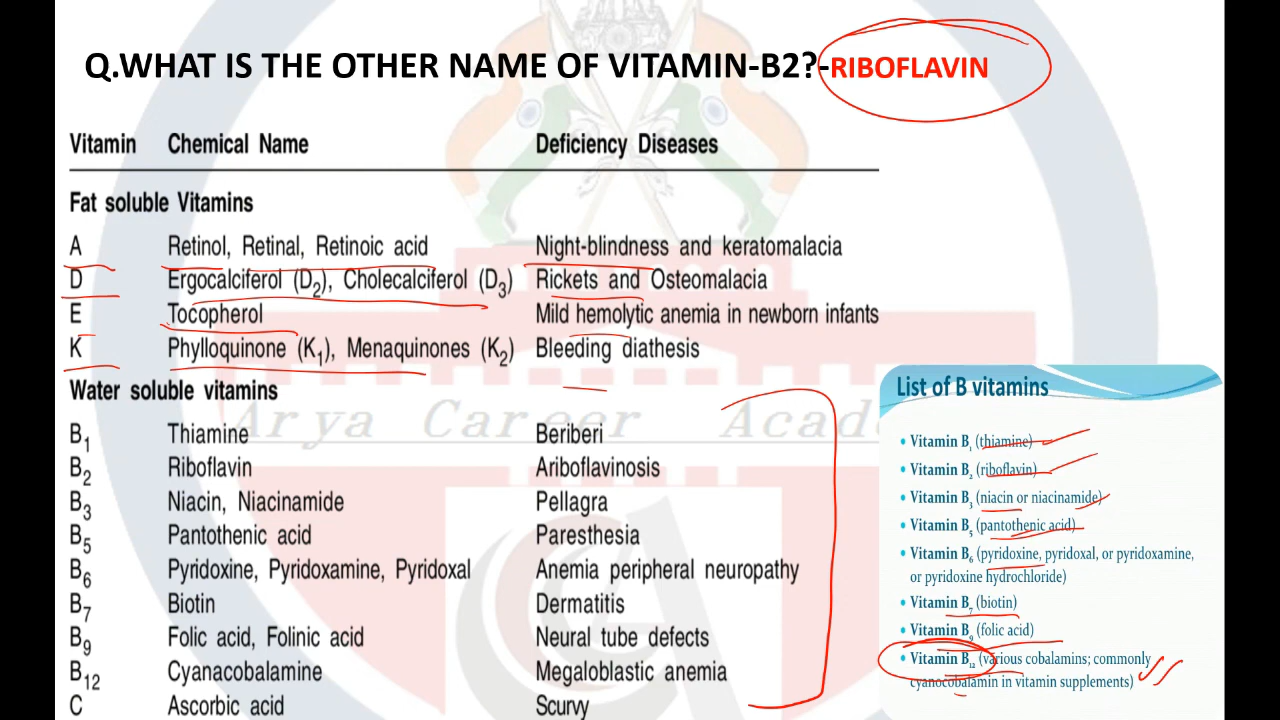 Q.WHAT IS THE OTHER NAME OF VITAMIN-B2?-RIBOFLAVIN
Vitamin Chemical Name Deficiency Diseases
Fat soluble Vitamins
A Retinol, Retinal, Retinoic acid Night-blindness and keratomalacia
D Ergocalciferol (D₂), Cholecalciferol (D₃) Rickets and Osteomalacia
E Tocopherol Mild hemolytic anemia in newborn infants
K Phylloquinone (K₁), Menaquinones (K₂) Bleeding diathesis
Water soluble vitamins
Arya Career Acade
B₁ Thiamine Beriberi
B₂ Riboflavin Ariboflavinosis
B₃ Niacin, Niacinamide Pellagra
B₅ Pantothenic acid Paresthesia
B₆ Pyridoxine, Pyridoxamine, Pyridoxal Anemia peripheral neuropathy
B₇ Biotin Dermatitis
B₉ Folic acid, Folinic acid Neural tube defects
B₁₂ Cyanacobalamine Megaloblastic anemia
C Ascorbic acid Scurvy
List of B vitamins
• Vitamin B₁ (thiamine)
• Vitamin B₂ (riboflavin)
• Vitamin B₃ (niacin or niacinamide)
• Vitamin B₅ (pantothenic acid)
• Vitamin B₆ (pyridoxine, pyridoxal, or pyridoxamine,
or pyridoxine hydrochloride)
• Vitamin B₇ (biotin)
• Vitamin B₉ (folic acid)
• Vitamin B₁₂ (various cobalamins; commonly
cyanocobalamin in vitamin supplements)